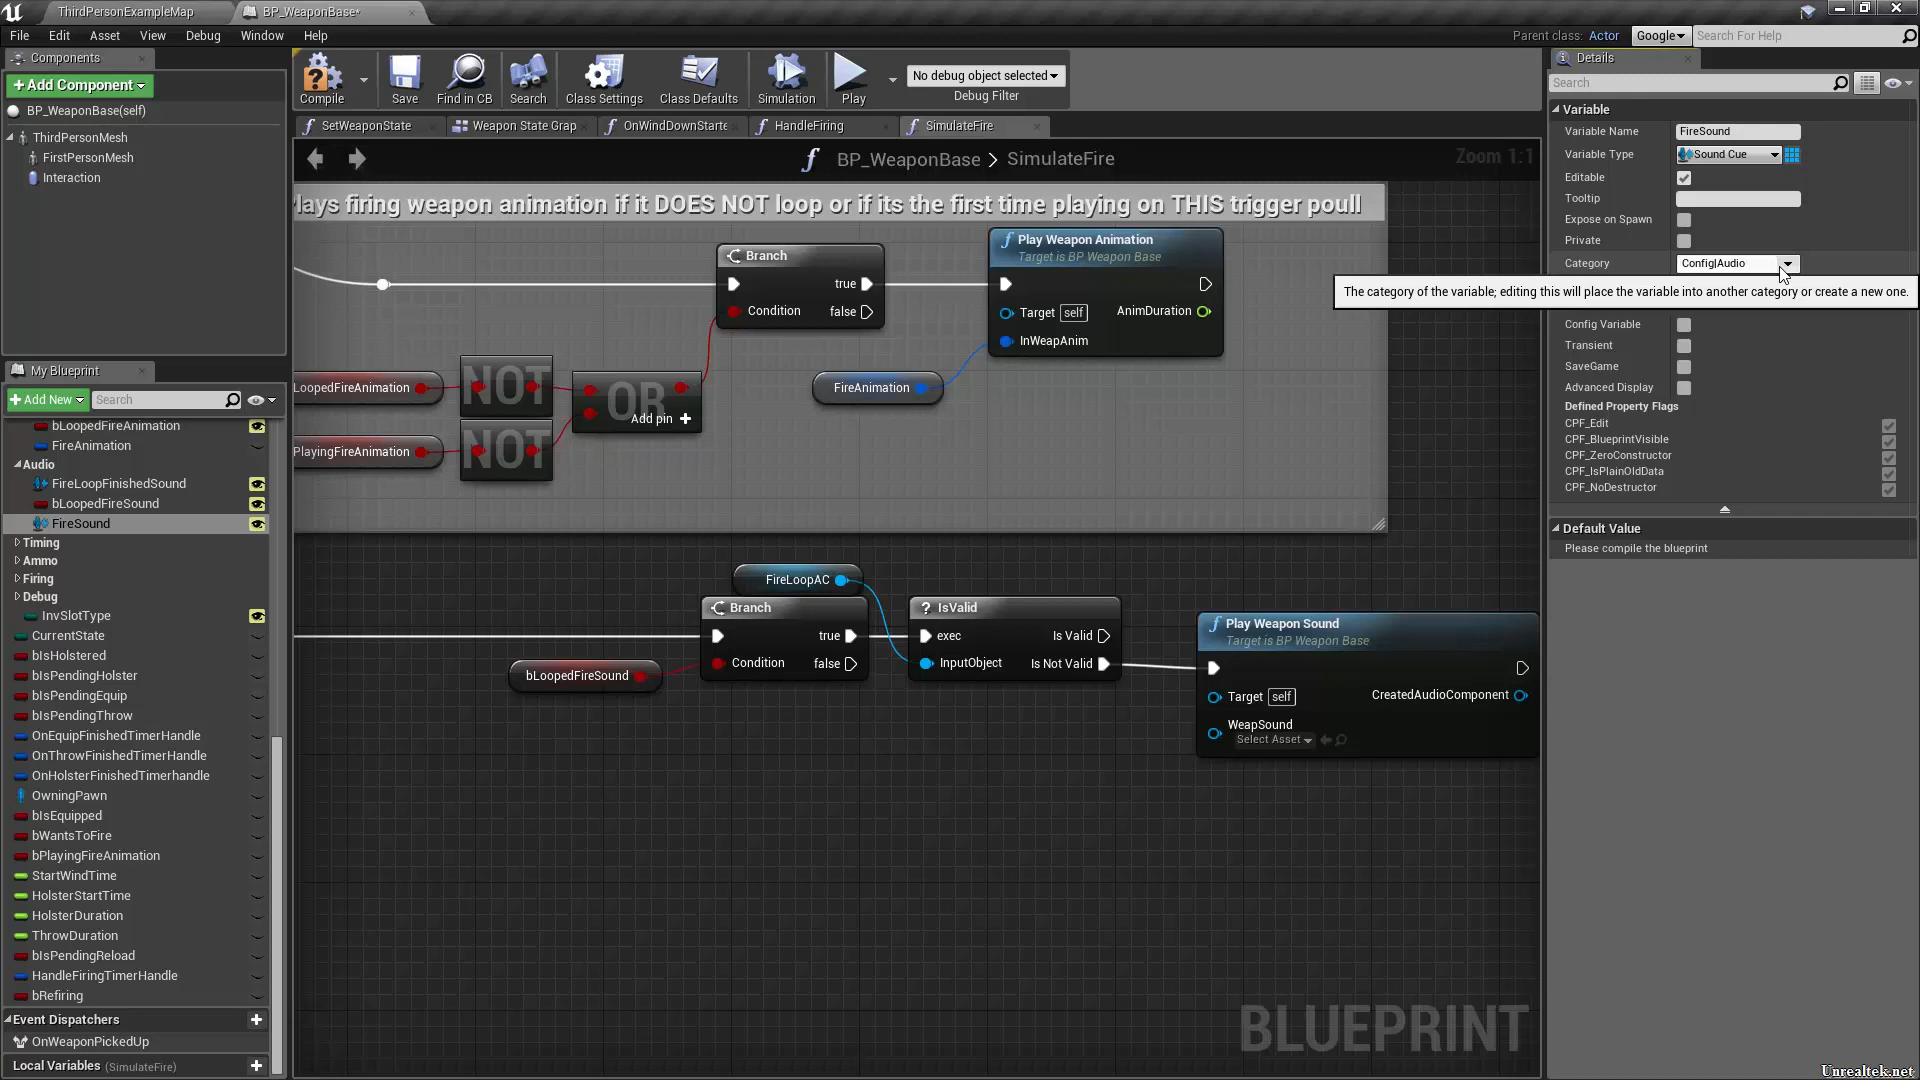 ThirdPersonExampleMap
BP_WeaponBase*
File Edit Asset View Debug Window Help
Parent class: Actor
Google
Search For Help
Components
Add Component
BP_WeaponBase(self)
ThirdPersonMesh
FirstPersonMesh
Interaction
Compile
Save
Find in CB
Search
Class Settings
Class Defaults
Simulation
Play
No debug object selected
Debug Filter
SetWeaponState
Weapon State Grap
OnWindDownStarte
HandleFiring
SimulateFire
BP_WeaponBase > SimulateFire
Zoom 1:1
lays firing weapon animation if it DOES NOT loop or if its the first time playing on THIS trigger poull
Branch
true
Condition
false
Play Weapon Animation
Target is BP Weapon Base
Target self
AnimDuration
InWeapAnim
FireAnimation
LoopedFireAnimation
NOT
OR
Add pin
PlayingFireAnimation
NOT
FireLoopAC
Branch
true
Condition
false
bLoopedFireSound
? IsValid
exec
Is Valid
InputObject
Is Not Valid
Play Weapon Sound
Target is BP Weapon Base
Target self
CreatedAudioComponent
WeapSound
Select Asset
BLUEPRINT
My Blueprint
Add New
Search
bLoopedFireAnimation
FireAnimation
Audio
FireLoopFinishedSound
bLoopedFireSound
FireSound
Timing
Ammo
Firing
Debug
InvSlotType
CurrentState
bIsHolstered
bIsPendingHolster
bIsPendingEquip
bIsPendingThrow
OnEquipFinishedTimerHandle
OnThrowFinishedTimerHandle
OnHolsterFinishedTimerhandle
OwningPawn
bIsEquipped
bWantsToFire
bPlayingFireAnimation
StartWindTime
HolsterStartTime
HolsterDuration
ThrowDuration
bIsPendingReload
HandleFiringTimerHandle
bRefiring
Event Dispatchers
OnWeaponPickedUp
Local Variables (SimulateFire)
Details
Search
Variable
Variable Name FireSound
Variable Type Sound Cue
Editable
Tooltip
Expose on Spawn
Private
Category Config|Audio
The category of the variable; editing this will place the variable into another category or create a new one.
Config Variable
Transient
SaveGame
Advanced Display
Defined Property Flags
CPF_Edit
CPF_BlueprintVisible
CPF_ZeroConstructor
CPF_IsPlainOldData
CPF_NoDestructor
Default Value
Please compile the blueprint
Unrealtek.net